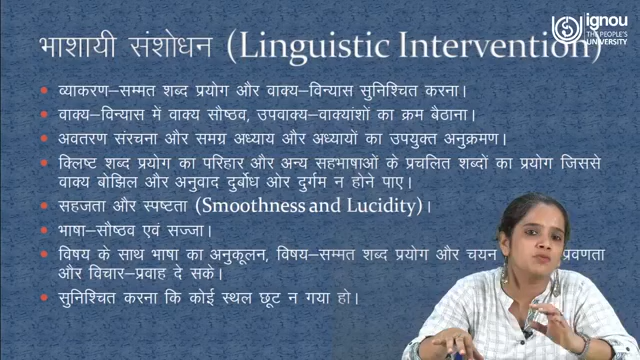 भाशायी संशोधन (Linguistic Intervention)
ignou
THE PEOPLE'S
UNIVERSITY
व्याकरण–सम्मत शब्द प्रयोग और वाक्य–विन्यास सुनिश्चित करना।
वाक्य–विन्यास में वाक्य सौष्ठव, उपवाक्य–वाक्यांशों का क्रम बैठाना।
अवतरण संरचना और समग्र अध्याय और अध्यायों का उपयुक्त अनुक्रमण।
क्लिष्ट शब्द प्रयोग का परिहार और अन्य सहभाषाओं के प्रचलित शब्दों का प्रयोग जिससे
वाक्य बोझिल और अनुवाद दुर्बोध ओर दुर्गम न होने पाए।
सहजता और स्पष्टता (Smoothness and Lucidity)।
भाषा–सौष्ठव एवं सज्जा।
विषय के साथ भाषा का अनुकूलन, विषय–सम्मत शब्द प्रयोग और चयन प्रवणता
और विचार–प्रवाह दे सके।
सुनिश्चित करना कि कोई स्थल छूट न गया हो।